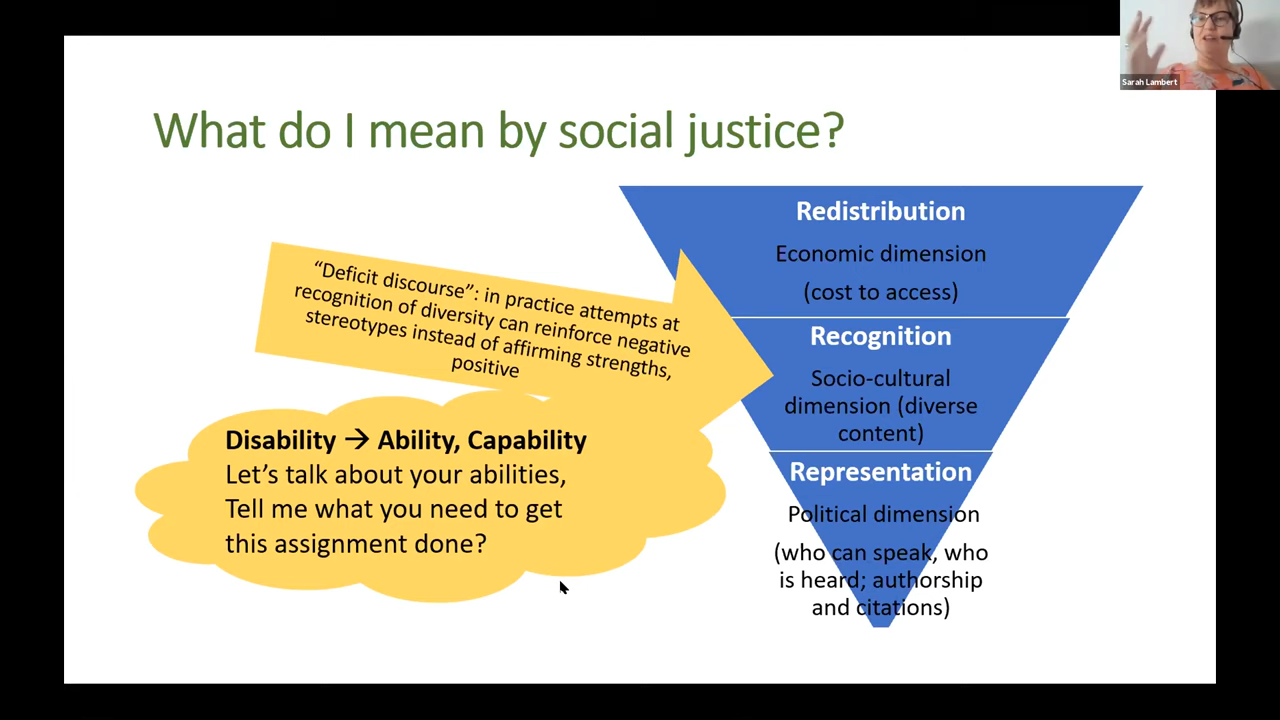 Sarah Lambert
What do I mean by social justice?
Redistribution
Economic dimension
(cost to access)
Recognition
Socio-cultural
dimension (diverse
content)
Representation
Political dimension
(who can speak, who
is heard; authorship
and citations)
“Deficit discourse”: in practice attempts at
recognition of diversity can reinforce negative
stereotypes instead of affirming strengths,
positive
Disability → Ability, Capability
Let’s talk about your abilities,
Tell me what you need to get
this assignment done?